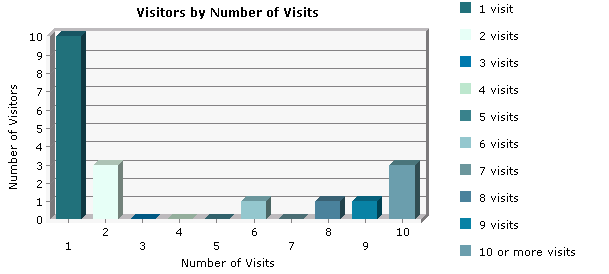 Visitors by Number of Visits
Number of Visitors
10
9
8
7
6
5
4
3
2
1
0
1
2
3
4
5
6
7
8
9
10
Number of Visits
1 visit
2 visits
3 visits
4 visits
5 visits
6 visits
7 visits
8 visits
9 visits
10 or more visits